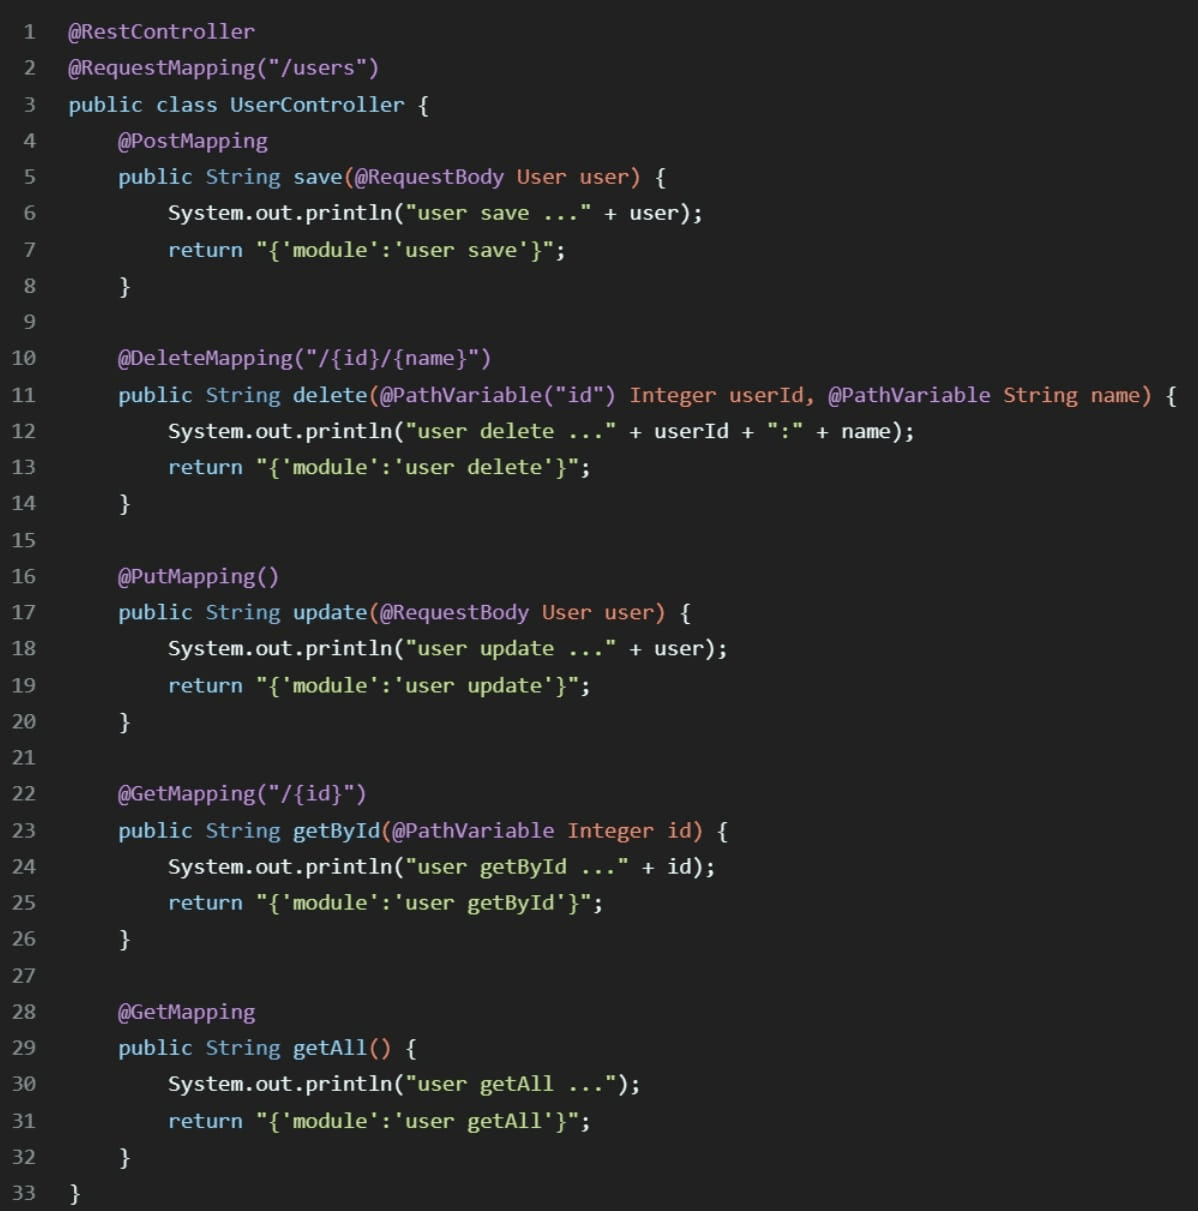 1 @RestController
2 @RequestMapping("/users")
3 public class UserController {
4     @PostMapping
5     public String save(@RequestBody User user) {
6         System.out.println("user save ..." + user);
7         return "{'module':'user save'}";
8     }
9
10     @DeleteMapping("/{id}/{name}")
11     public String delete(@PathVariable("id") Integer userId, @PathVariable String name) {
12         System.out.println("user delete ..." + userId + ":" + name);
13         return "{'module':'user delete'}";
14     }
15
16     @PutMapping()
17     public String update(@RequestBody User user) {
18         System.out.println("user update ..." + user);
19         return "{'module':'user update'}";
20     }
21
22     @GetMapping("/{id}")
23     public String getById(@PathVariable Integer id) {
24         System.out.println("user getById ..." + id);
25         return "{'module':'user getById'}";
26     }
27
28     @GetMapping
29     public String getAll() {
30         System.out.println("user getAll ...");
31         return "{'module':'user getAll'}";
32     }
33 }